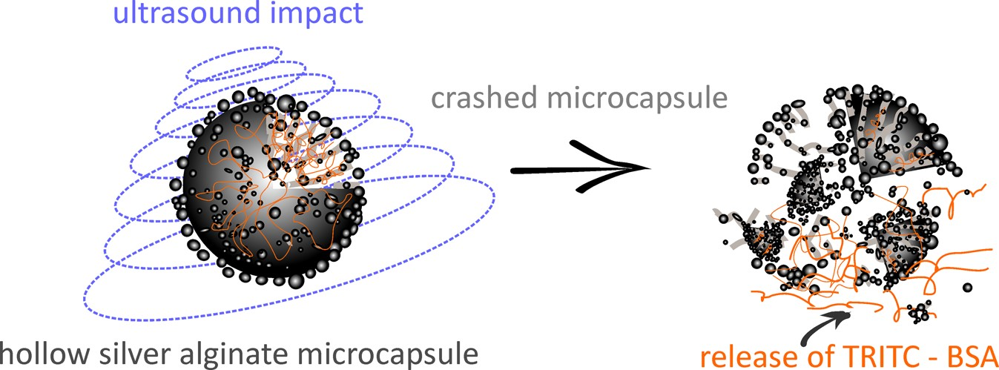 ultrasound impact
crashed microcapsule
hollow silver alginate microcapsule
release of TRITC - BSA